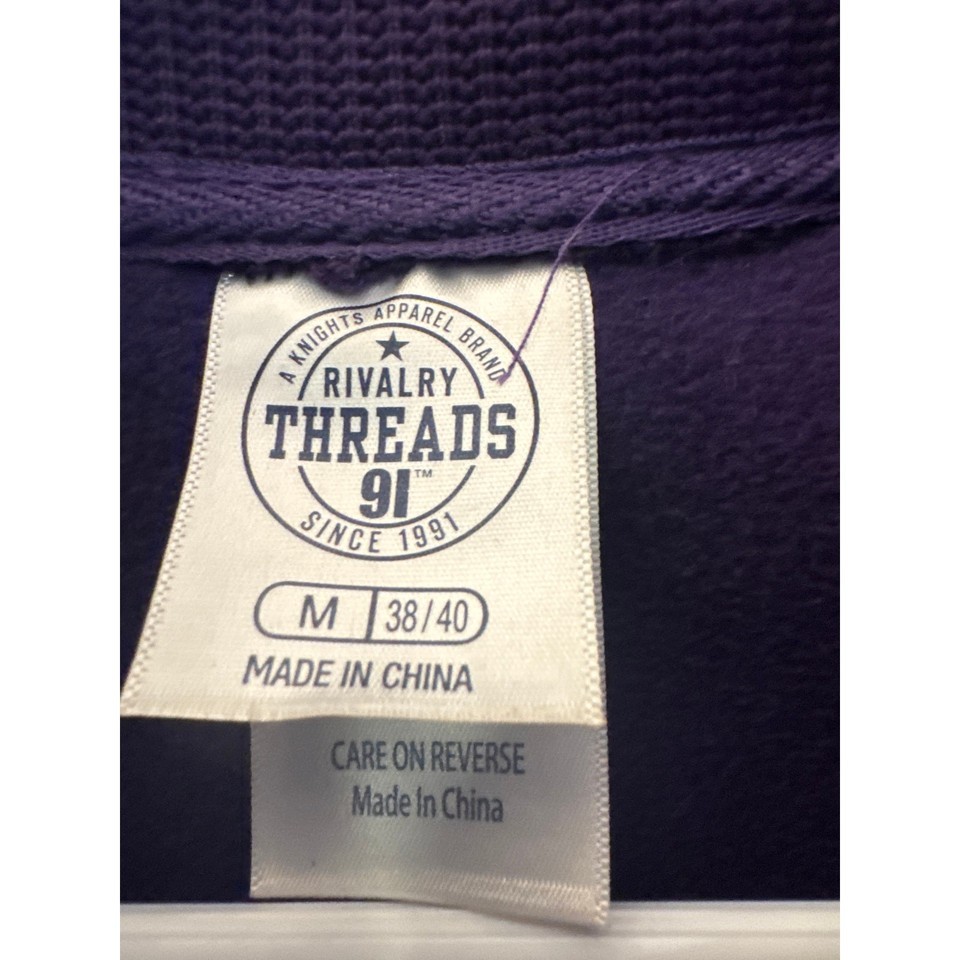 A KNIGHTS APPAREL BRAND
RIVALRY
THREADS
91™
SINCE 1991
M 38/40
MADE IN CHINA
CARE ON REVERSE
Made In China